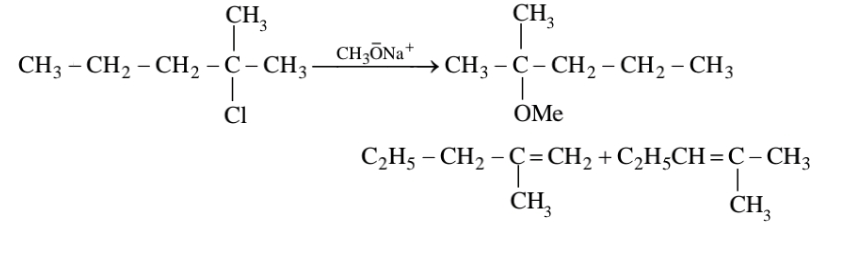 CH₃ CH₃
CH₃ – CH₂ – CH₂ – C – CH₃ CH₃ŌNa⁺ CH₃ – C – CH₂ – CH₂ – CH₃
Cl OMe
C₂H₅ – CH₂ – C = CH₂ + C₂H₅CH = C – CH₃
CH₃ CH₃